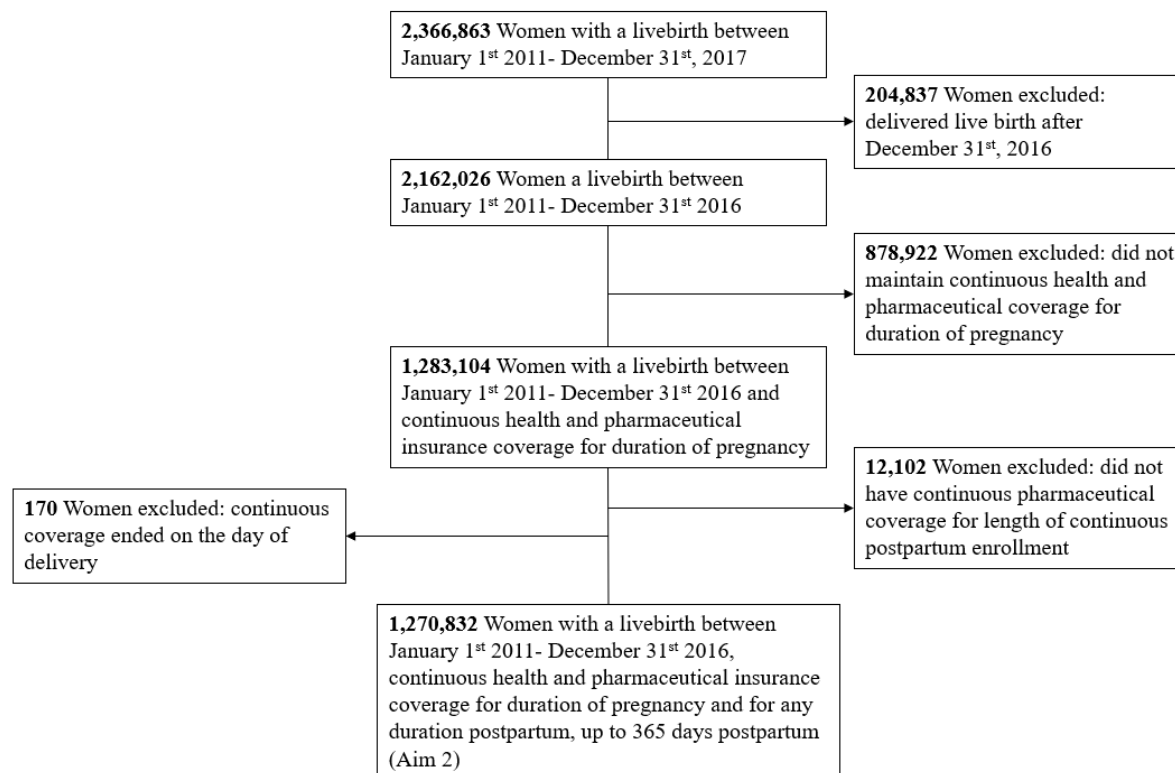 2,366,863 Women with a livebirth between
January 1st 2011- December 31st, 2017
204,837 Women excluded:
delivered live birth after
December 31st, 2016
2,162,026 Women a livebirth between
January 1st 2011- December 31st 2016
878,922 Women excluded: did not
maintain continuous health and
pharmaceutical coverage for
duration of pregnancy
1,283,104 Women with a livebirth between
January 1st 2011- December 31st 2016 and
continuous health and pharmaceutical
insurance coverage for duration of pregnancy
12,102 Women excluded: did not
have continuous pharmaceutical
coverage for length of continuous
postpartum enrollment
170 Women excluded: continuous
coverage ended on the day of
delivery
1,270,832 Women with a livebirth between
January 1st 2011- December 31st 2016,
continuous health and pharmaceutical insurance
coverage for duration of pregnancy and for any
duration postpartum, up to 365 days postpartum
(Aim 2)